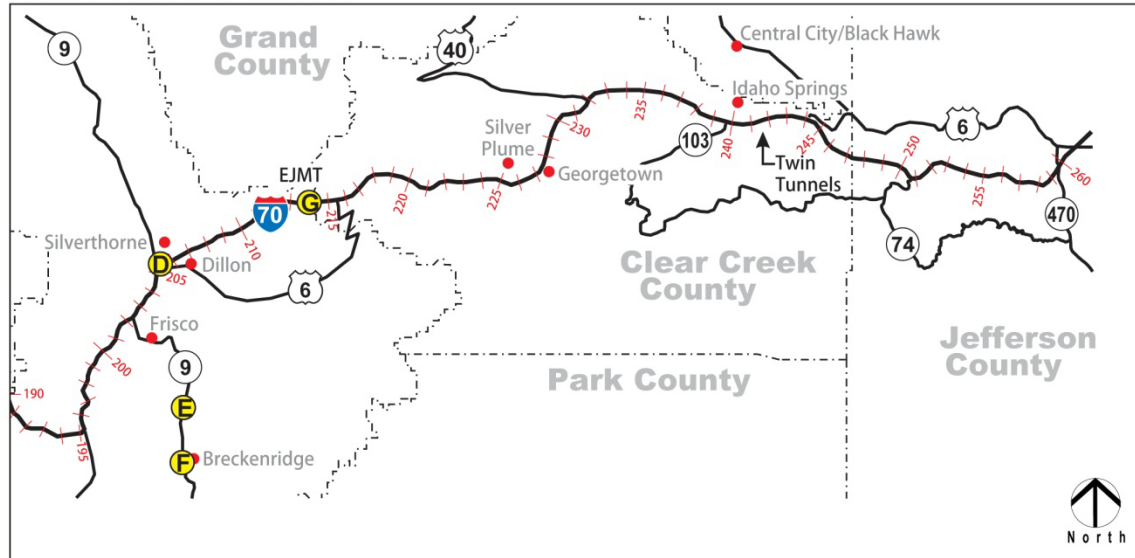 9
Grand
County
40
Central City/Black Hawk
Idaho Springs
235
230
Silver
Plume
103
240
245
6
250
Twin
Tunnels
Georgetown
EJMT
G
70
215
220
225
255
260
470
Silverthorne
210
D
205
Dillon
6
74
Clear Creek
County
Frisco
200
9
190
195
E
F
Breckenridge
Park County
Jefferson
County
North